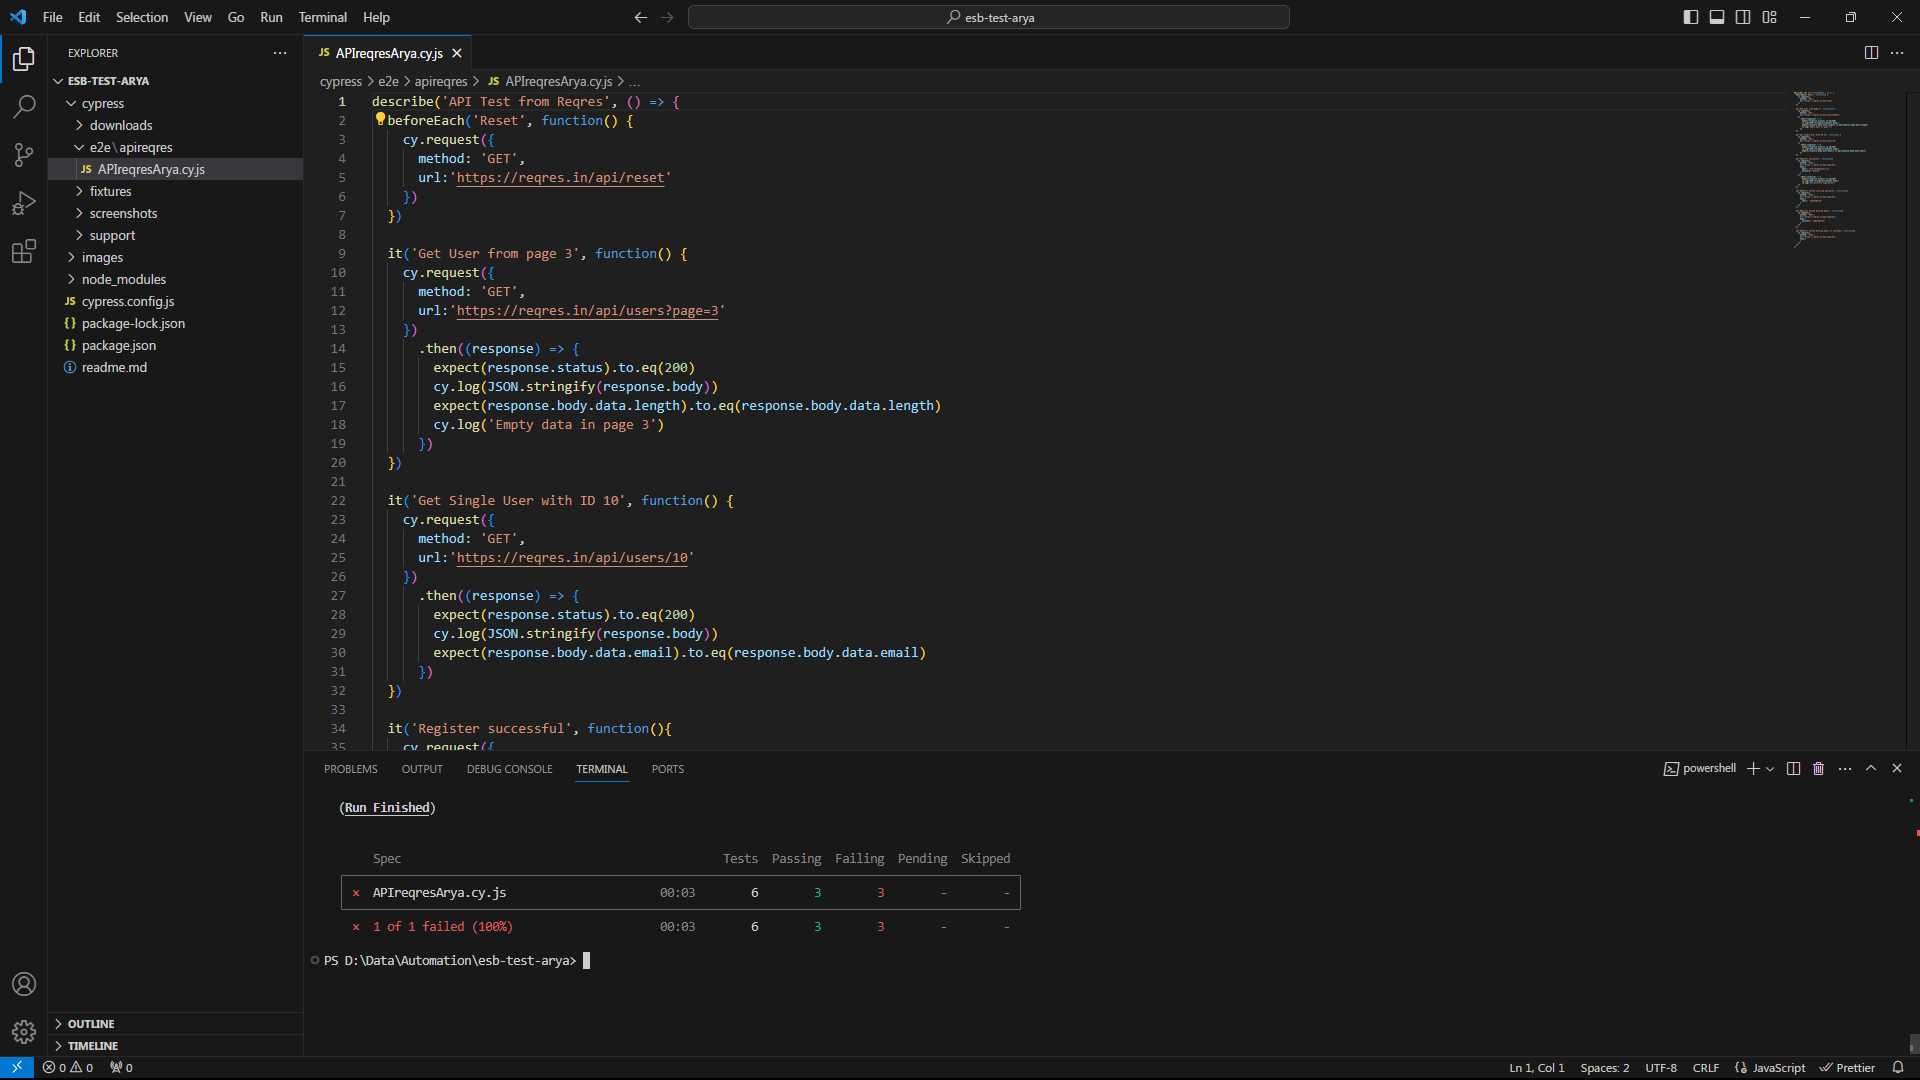 File Edit Selection View Go Run Terminal Help
esb-test-arya
EXPLORER
ESB-TEST-ARYA
cypress
downloads
e2e\apireqres
JS APIreqresArya.cy.js
fixtures
screenshots
support
images
node_modules
JS cypress.config.js
{} package-lock.json
{} package.json
readme.md
OUTLINE
TIMELINE
JS APIreqresArya.cy.js
cypress > e2e > apireqres > JS APIreqresArya.cy.js > ...
1 describe('API Test from Reqres', () => {
2 beforeEach('Reset', function() {
3 cy.request({
4 method: 'GET',
5 url:'https://reqres.in/api/reset'
6 })
7 })
8
9 it('Get User from page 3', function() {
10 cy.request({
11 method: 'GET',
12 url:'https://reqres.in/api/users?page=3'
13 })
14 .then((response) => {
15 expect(response.status).to.eq(200)
16 cy.log(JSON.stringify(response.body))
17 expect(response.body.data.length).to.eq(response.body.data.length)
18 cy.log('Empty data in page 3')
19 })
20 })
21
22 it('Get Single User with ID 10', function() {
23 cy.request({
24 method: 'GET',
25 url:'https://reqres.in/api/users/10'
26 })
27 .then((response) => {
28 expect(response.status).to.eq(200)
29 cy.log(JSON.stringify(response.body))
30 expect(response.body.data.email).to.eq(response.body.data.email)
31 })
32 })
33
34 it('Register successful', function(){
35 cy.request({
PROBLEMS OUTPUT DEBUG CONSOLE TERMINAL PORTS
powershell
(Run Finished)
Spec Tests Passing Failing Pending Skipped
× APIreqresArya.cy.js 00:03 6 3 3 - -
× 1 of 1 failed (100%) 00:03 6 3 3 - -
PS D:\Data\Automation\esb-test-arya>
0 0 0
Ln 1, Col 1 Spaces: 2 UTF-8 CRLF {} JavaScript Prettier